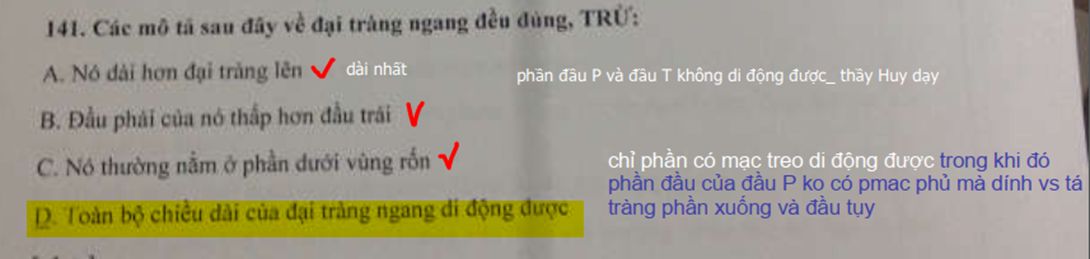 141. Các mô tả sau đây về đại tràng ngang đều đúng, TRỪ:
A. Nó dài hơn đại tràng lên
dài nhất
phần đầu P và đầu T không di động được_ thầy Huy dạy
B. Đầu phải của nó thấp hơn đầu trái
C. Nó thường nằm ở phần dưới vùng rốn
chỉ phần có mạc treo di động được trong khi đó
phần đầu của đầu P ko có pmac phủ mà dính vs tá
tràng phần xuống và đầu tụy
D. Toàn bộ chiều dài của đại tràng ngang di động được